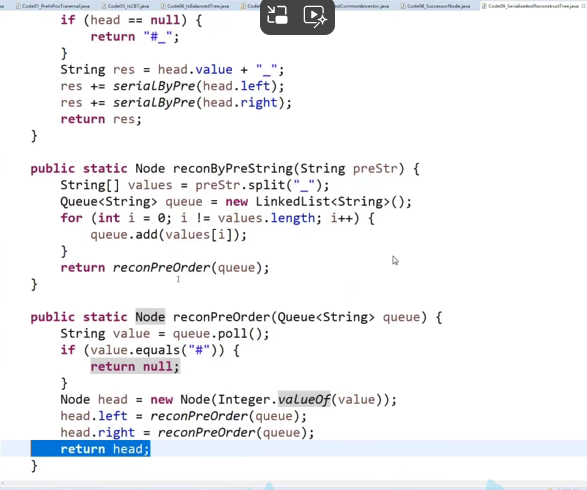 Code01_PreInPosTraversal.java Code05_IsCBT.java Code06_IsBalancedTree.java Code08_SuccessorNode.java Code09_SerializeAndReconstructTree.java
if (head == null) {
return "#_";
}
String res = head.value + "_";
res += serialByPre(head.left);
res += serialByPre(head.right);
return res;
}
public static Node reconByPreString(String preStr) {
String[] values = preStr.split("_");
Queue<String> queue = new LinkedList<String>();
for (int i = 0; i != values.length; i++) {
queue.add(values[i]);
}
return reconPreOrder(queue);
}
public static Node reconPreOrder(Queue<String> queue) {
String value = queue.poll();
if (value.equals("#")) {
return null;
}
Node head = new Node(Integer.valueOf(value));
head.left = reconPreOrder(queue);
head.right = reconPreOrder(queue);
return head;
}